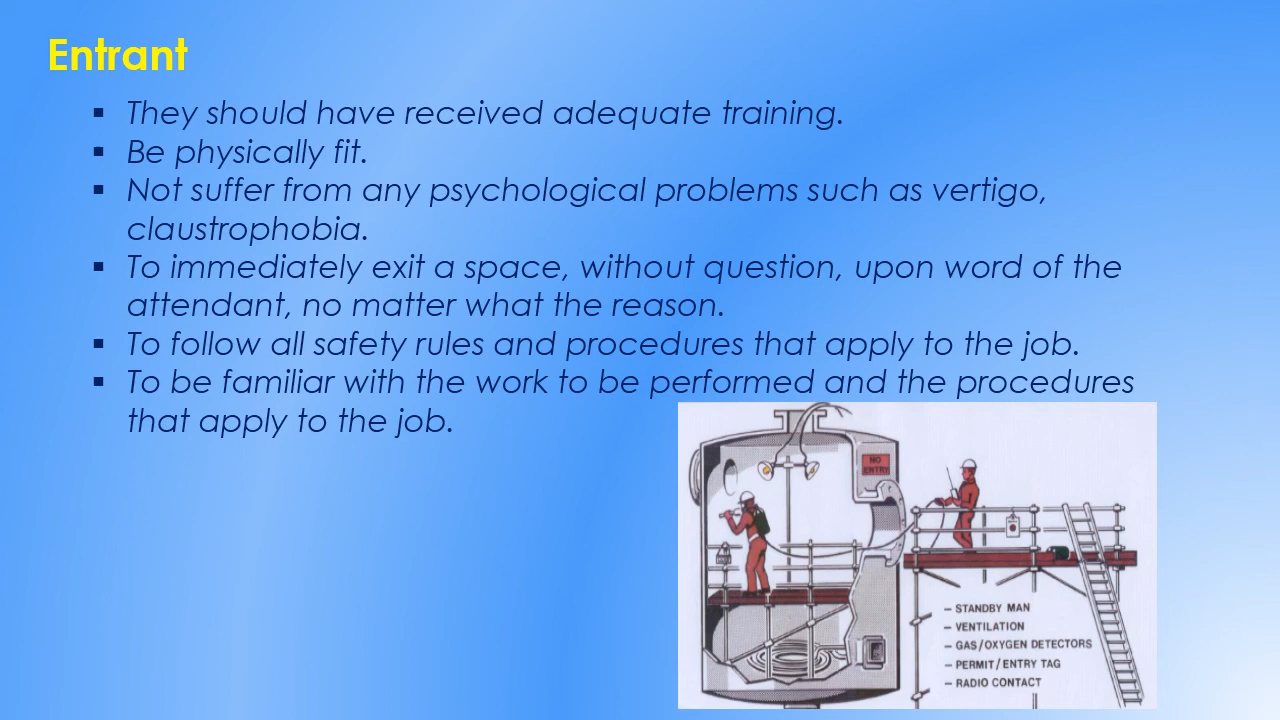 Entrant
▪ They should have received adequate training.
▪ Be physically fit.
▪ Not suffer from any psychological problems such as vertigo,
claustrophobia.
▪ To immediately exit a space, without question, upon word of the
attendant, no matter what the reason.
▪ To follow all safety rules and procedures that apply to the job.
▪ To be familiar with the work to be performed and the procedures
that apply to the job.
NO
ENTRY
– STANDBY MAN
– VENTILATION
– GAS/OXYGEN DETECTORS
– PERMIT/ENTRY TAG
– RADIO CONTACT